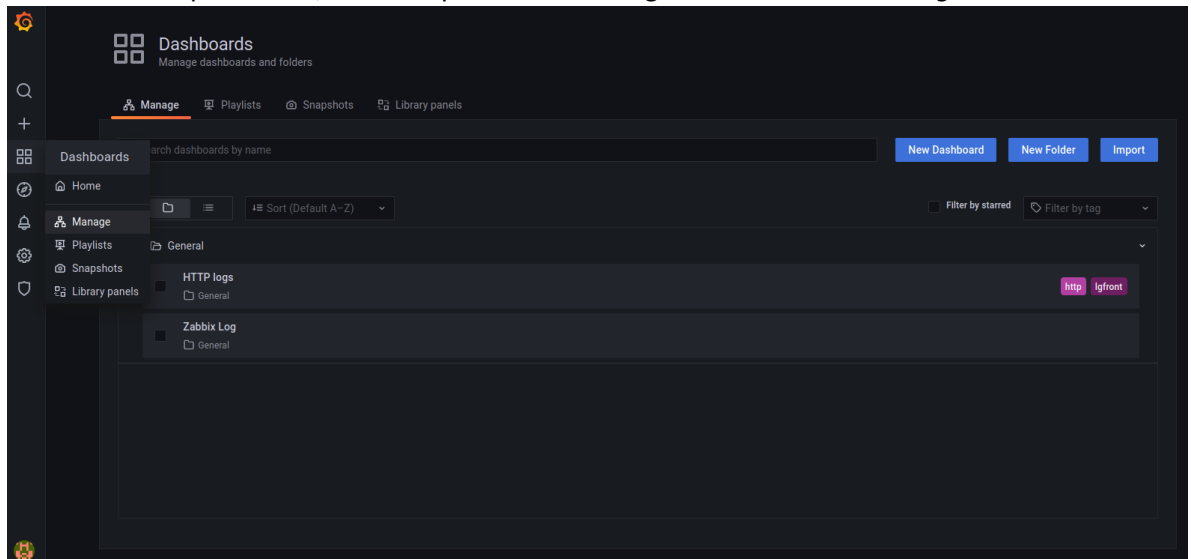 Dashboards
Manage dashboards and folders
Manage Playlists Snapshots Library panels
Dashboards
Home
Manage
Playlists
Snapshots
Library panels
arch dashboards by name
New Dashboard New Folder Import
Sort (Default A–Z)
Filter by starred Filter by tag
General
HTTP logs
General
http lgfront
Zabbix Log
General